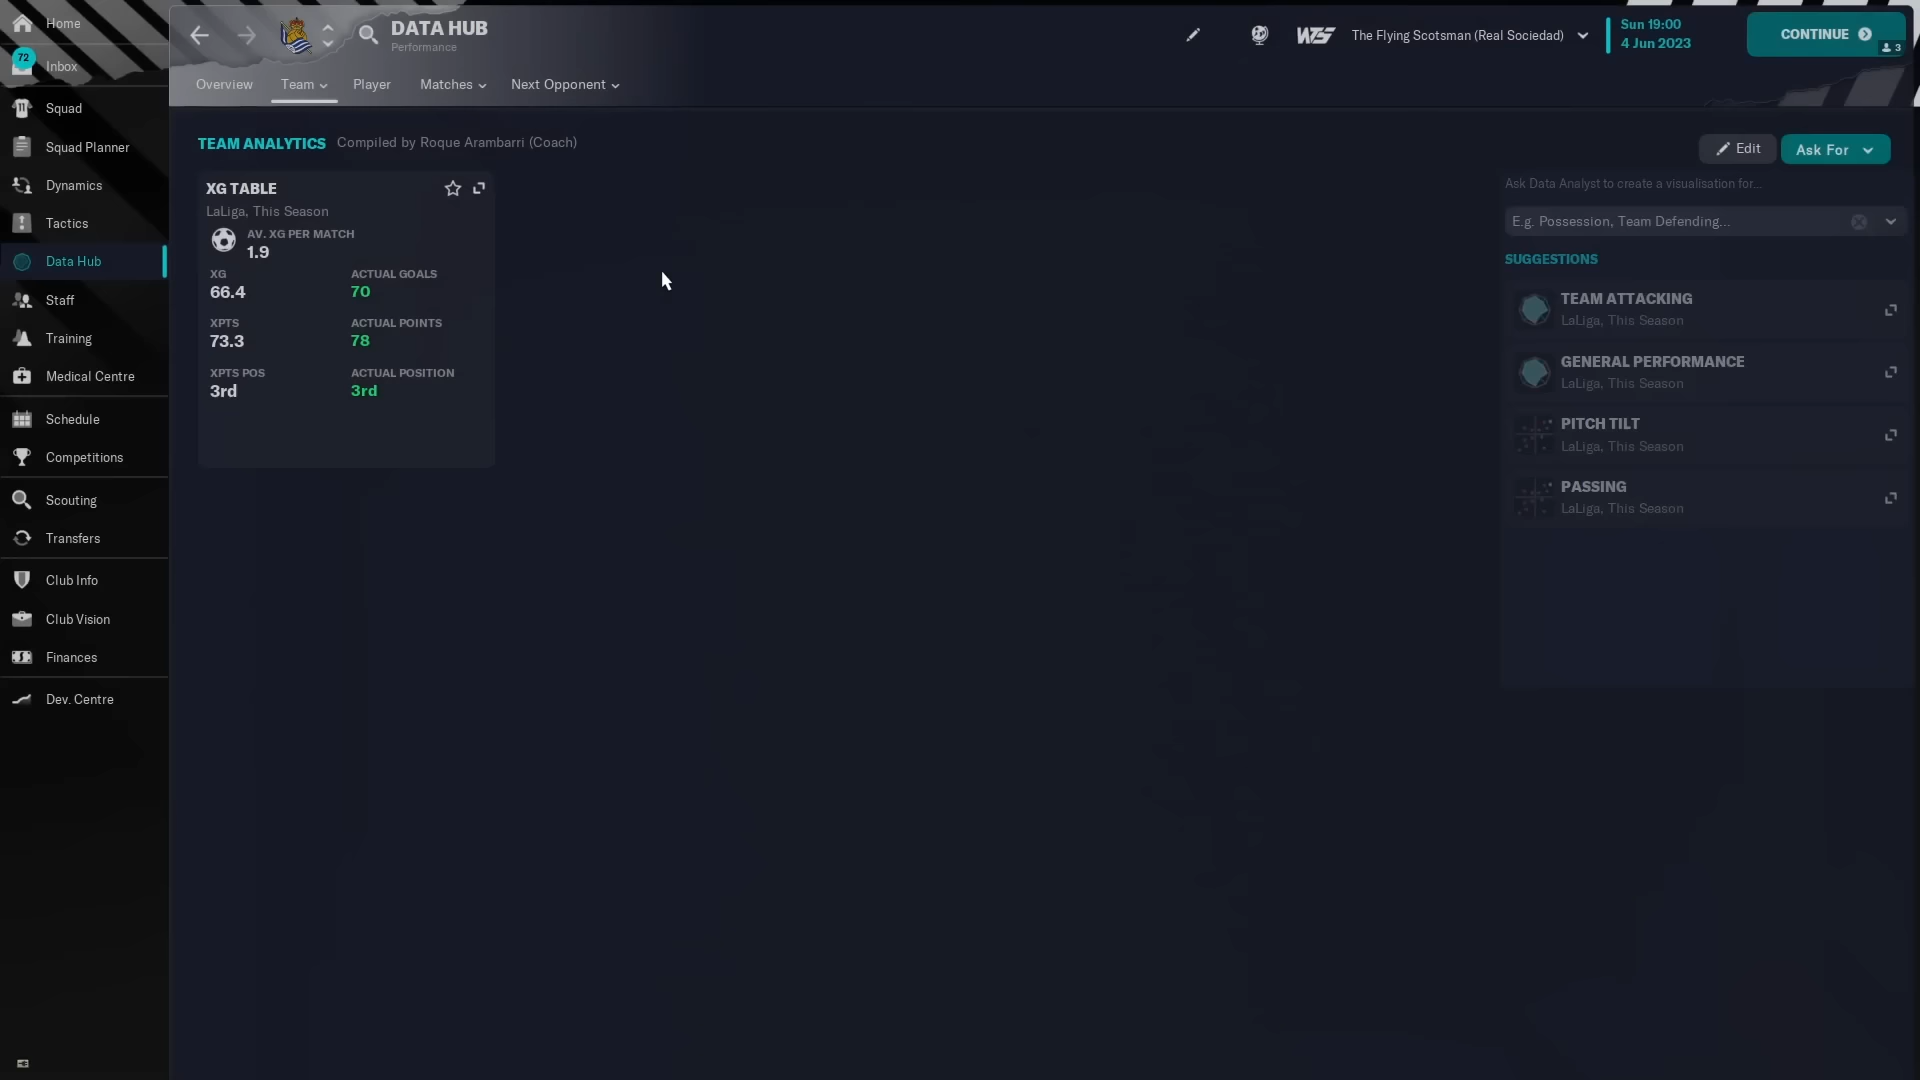 Home
72
Inbox
Squad
Squad Planner
Dynamics
Tactics
Data Hub
Staff
Training
Medical Centre
Schedule
Competitions
Scouting
Transfers
Club Info
Club Vision
Finances
Dev. Centre
DATA HUB
Performance
The Flying Scotsman (Real Sociedad)
Sun 19:00
4 Jun 2023
CONTINUE
3
Overview
Team
Player
Matches
Next Opponent
TEAM ANALYTICS Compiled by Roque Arambarri (Coach)
Edit
Ask For
XG TABLE
LaLiga, This Season
AV. XG PER MATCH
1.9
XG ACTUAL GOALS
66.4 70
XPTS ACTUAL POINTS
73.3 78
XPTS POS ACTUAL POSITION
3rd 3rd
Ask Data Analyst to create a visualisation for...
E.g. Possession, Team Defending...
SUGGESTIONS
TEAM ATTACKING
LaLiga, This Season
GENERAL PERFORMANCE
LaLiga, This Season
PITCH TILT
LaLiga, This Season
PASSING
LaLiga, This Season